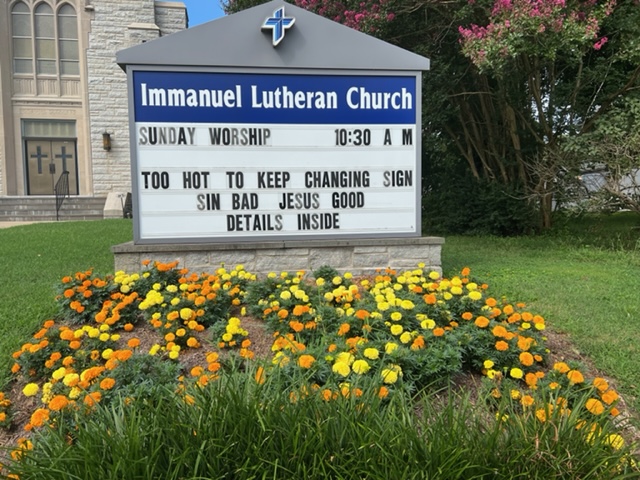 Immanuel Lutheran Church
SUNDAY WORSHIP 10:30 A M
TOO HOT TO KEEP CHANGING SIGN
SIN BAD JESUS GOOD
DETAILS INSIDE